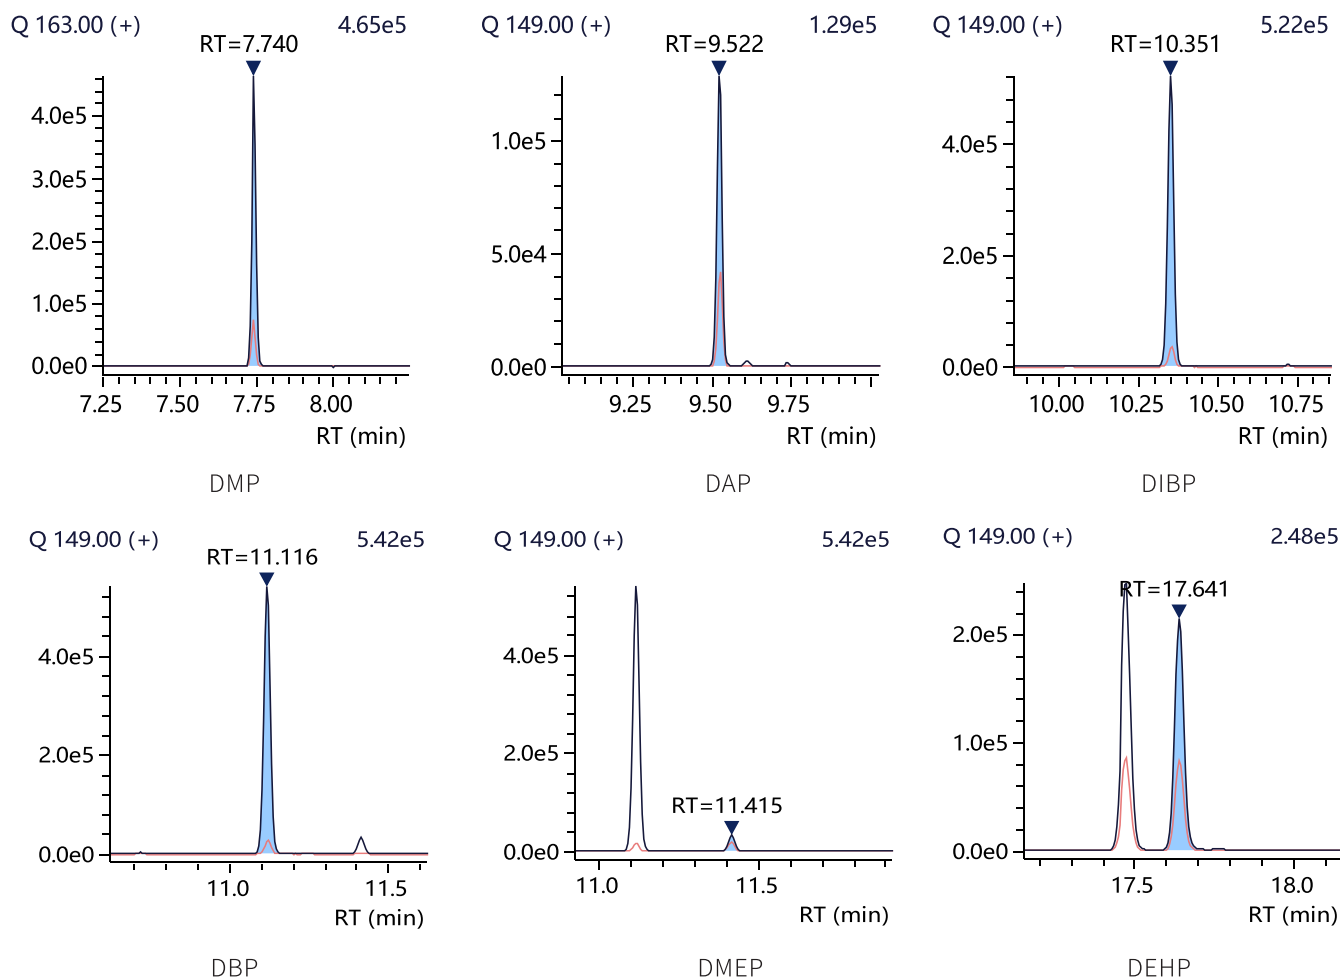 Q 163.00 (+) 4.65e5
RT=7.740
4.0e5
3.0e5
2.0e5
1.0e5
0.0e0
7.25 7.50 7.75 8.00
RT (min)
DMP
Q 149.00 (+) 1.29e5
RT=9.522
1.0e5
5.0e4
0.0e0
9.25 9.50 9.75
RT (min)
DAP
Q 149.00 (+) 5.22e5
RT=10.351
4.0e5
2.0e5
0.0e0
10.00 10.25 10.50 10.75
RT (min)
DIBP
Q 149.00 (+) 5.42e5
RT=11.116
4.0e5
2.0e5
0.0e0
11.0 11.5
RT (min)
DBP
Q 149.00 (+) 5.42e5
4.0e5
2.0e5
RT=11.415
0.0e0
11.0 11.5
RT (min)
DMEP
Q 149.00 (+) 2.48e5
RT=17.641
2.0e5
1.0e5
0.0e0
17.5 18.0
RT (min)
DEHP